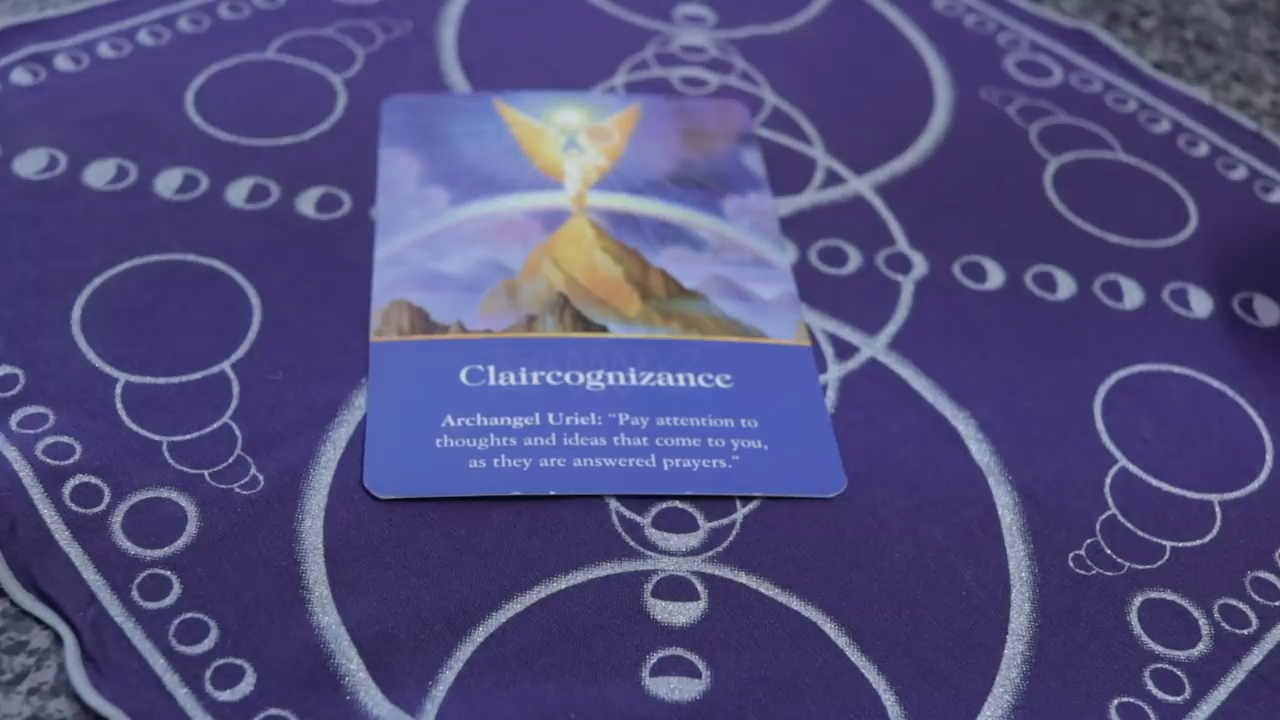 Claircognizance
Archangel Uriel: “Pay attention to
thoughts and ideas that come to you,
as they are answered prayers.“